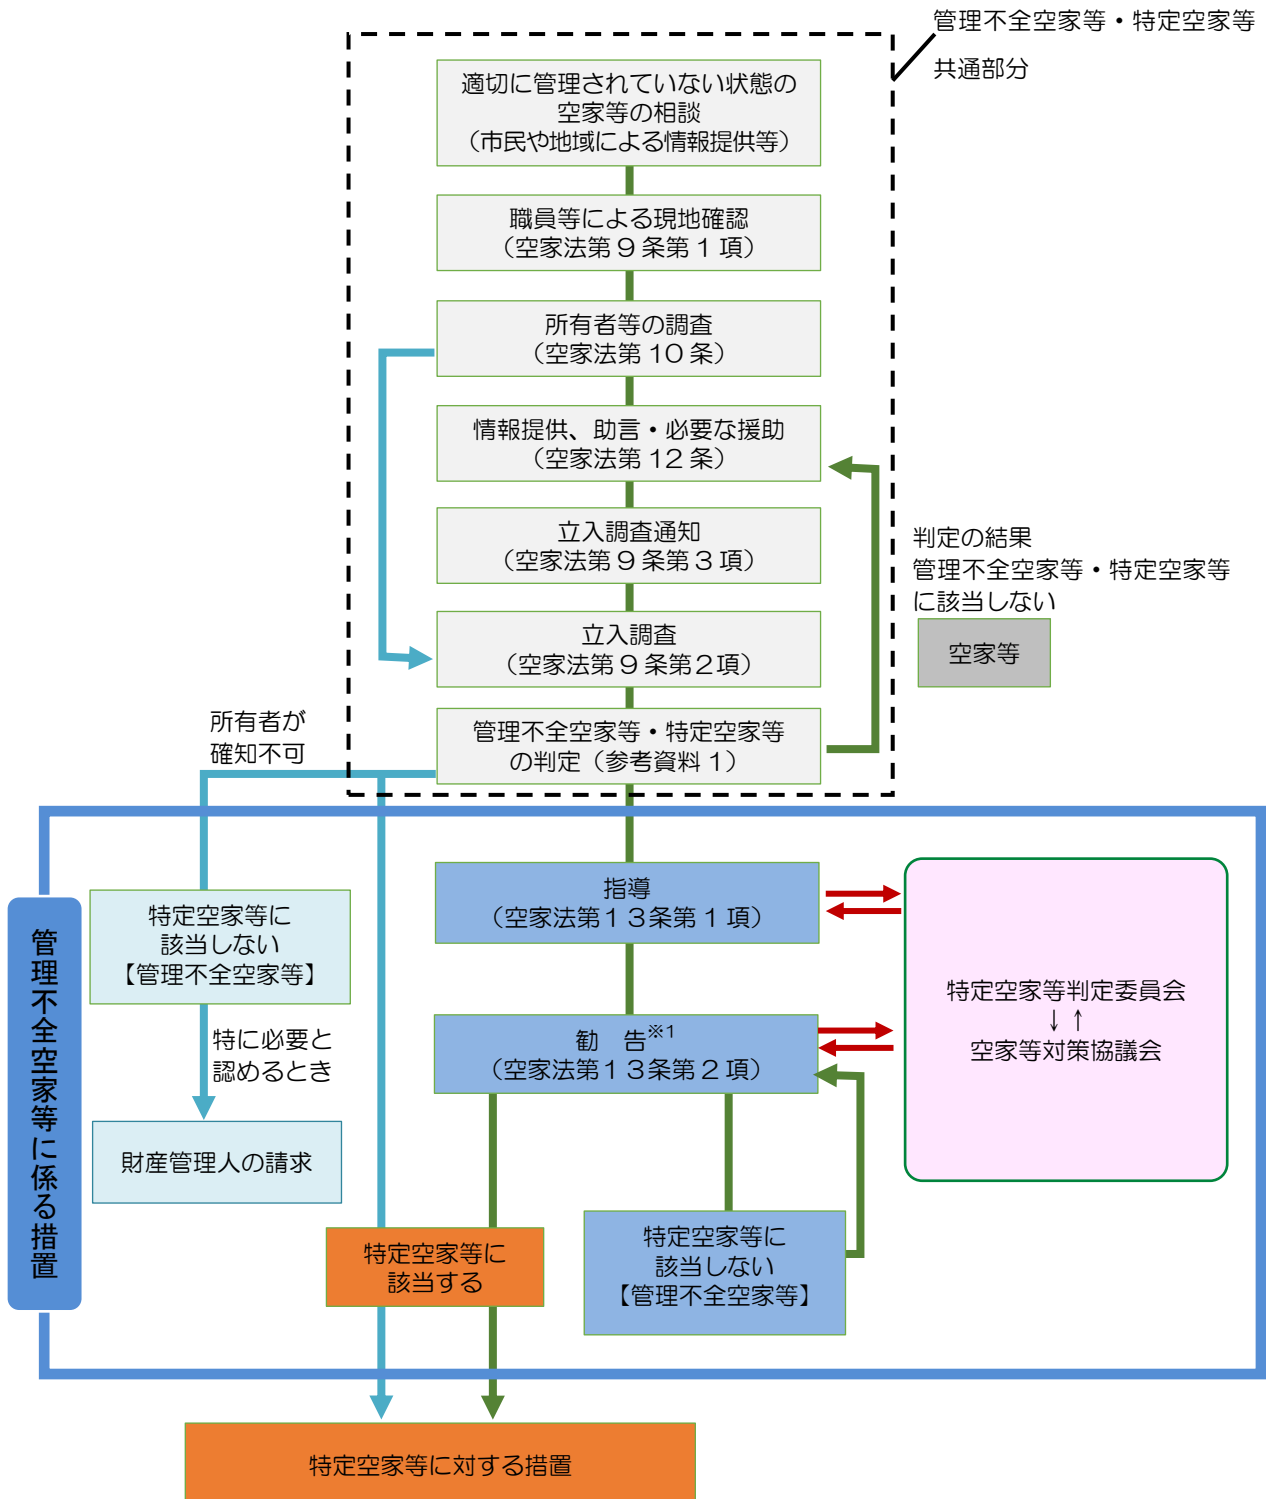 管理不全空家等・特定空家等
共通部分
適切に管理されていない状態の
空家等の相談
（市民や地域による情報提供等）
職員等による現地確認
（空家法第９条第１項）
所有者等の調査
（空家法第10条）
情報提供、助言・必要な援助
（空家法第12条）
立入調査通知
（空家法第９条第３項）
立入調査
（空家法第９条第２項）
管理不全空家等・特定空家等
の判定（参考資料１）
判定の結果
管理不全空家等・特定空家等
に該当しない
空家等
所有者が
確知不可
管理不全空家等に係る措置
特定空家等に
該当しない
【管理不全空家等】
特に必要と
認めるとき
財産管理人の請求
指導
（空家法第１３条第１項）
勧　告※1
（空家法第１３条第２項）
特定空家等判定委員会
↓ ↑
空家等対策協議会
特定空家等に
該当する
特定空家等に
該当しない
【管理不全空家等】
特定空家等に対する措置